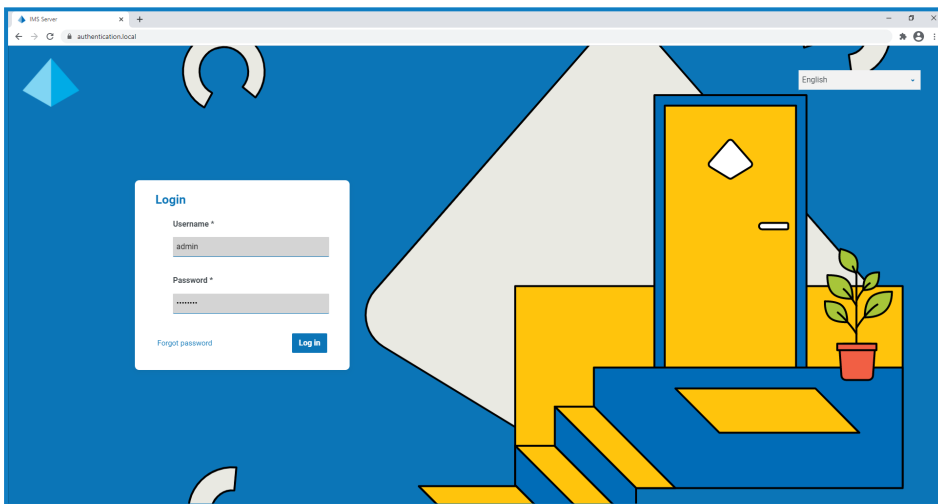 IMS Server
authentication.local
English
Login
Username *
admin
Password *
••••••••
Forgot password
Log in